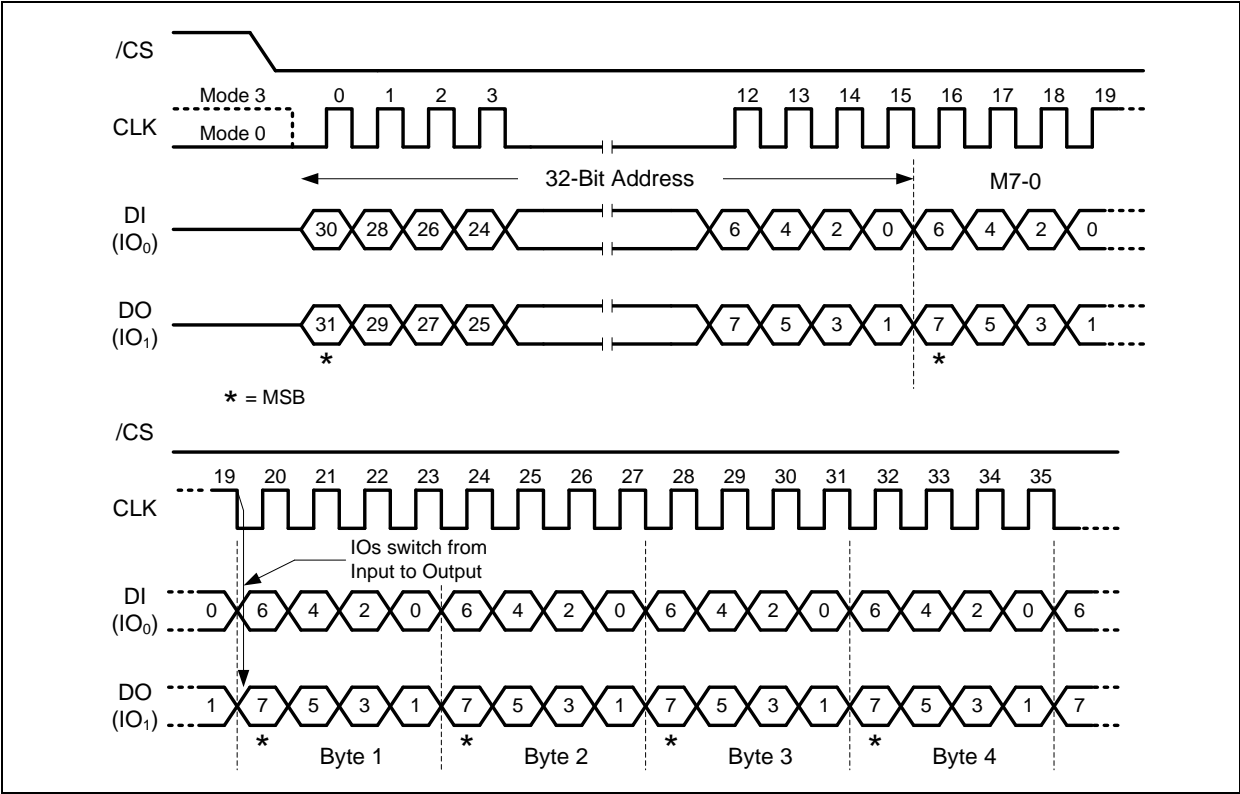 /CS
Mode 3 0 1 2 3 12 13 14 15 16 17 18 19
CLK
Mode 0
32-Bit Address M7-0
DI
(IO₀)
30 28 26 24 6 4 2 0 6 4 2 0
DO
(IO₁)
31 29 27 25 7 5 3 1 7 5 3 1
* *
* = MSB
/CS
19 20 21 22 23 24 25 26 27 28 29 30 31 32 33 34 35
CLK
IOs switch from
Input to Output
DI
(IO₀)
0 6 4 2 0 6 4 2 0 6 4 2 0 6 4 2 0 6
DO
(IO₁)
1 7 5 3 1 7 5 3 1 7 5 3 1 7 5 3 1 7
* * * *
Byte 1 Byte 2 Byte 3 Byte 4